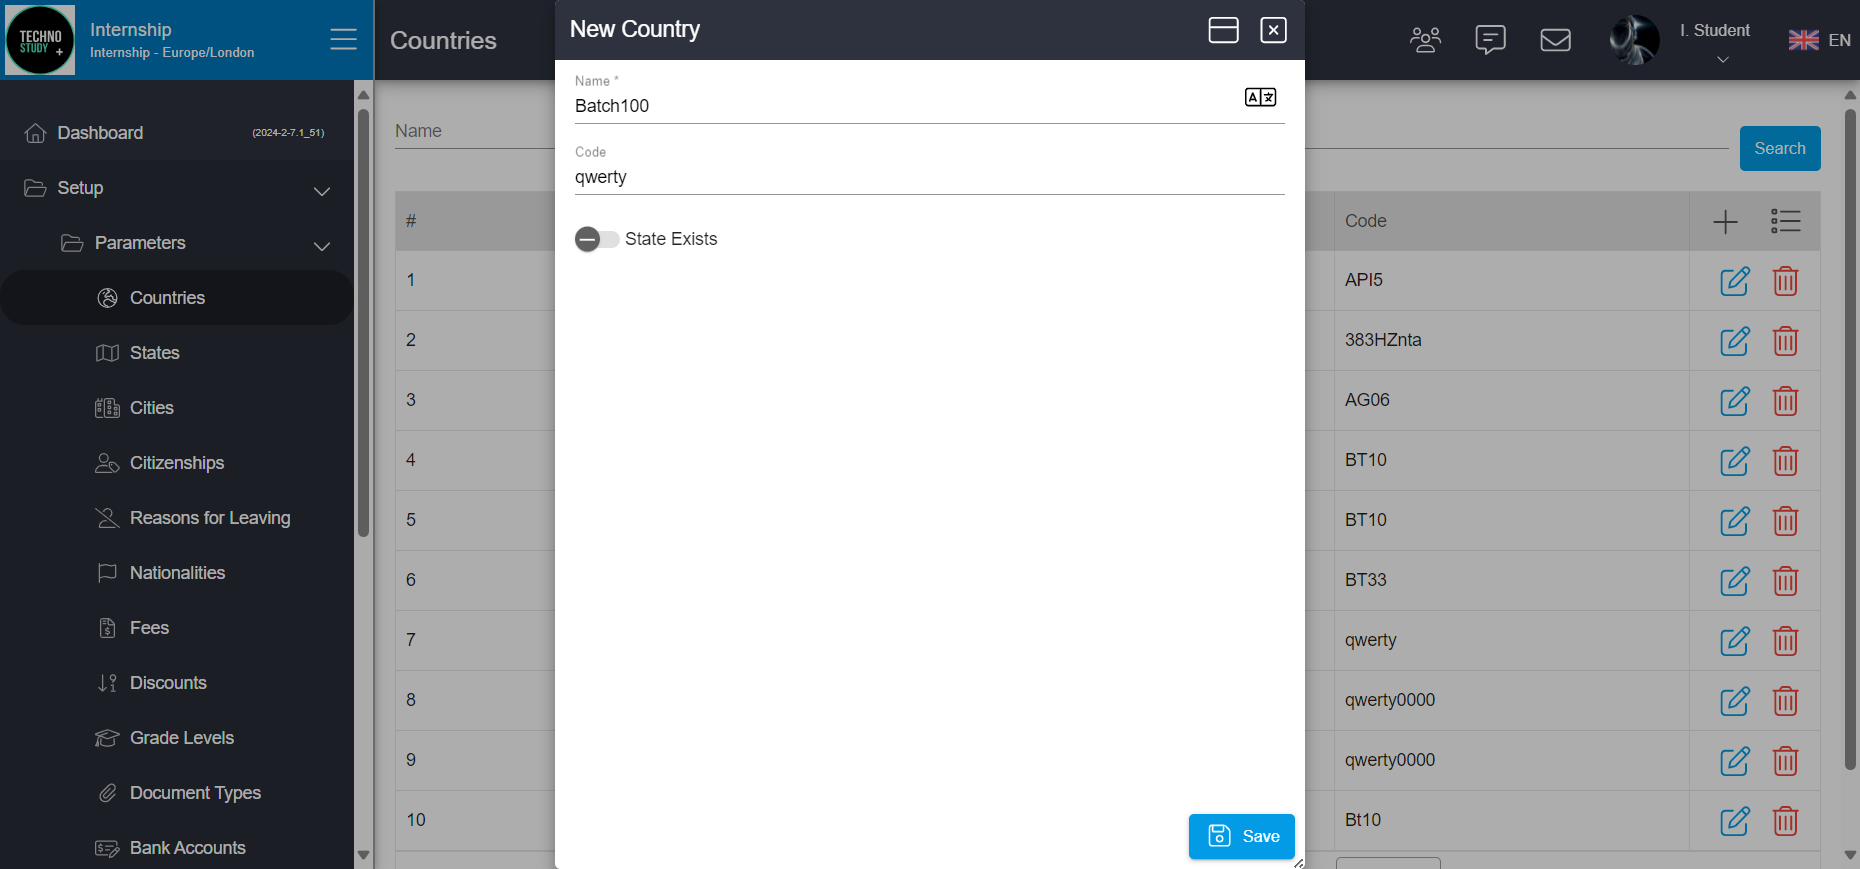 TECHNO
STUDY
+
Internship
Internship - Europe/London
Countries
New Country
I. Student
EN
Dashboard
(2024-2-7.1_51)
Setup
Parameters
Countries
States
Cities
Citizenships
Reasons for Leaving
Nationalities
Fees
Discounts
Grade Levels
Document Types
Bank Accounts
Name
Search
Name *
Batch100
Code
qwerty
State Exists
Save
# Code
1 API5
2 383HZnta
3 AG06
4 BT10
5 BT10
6 BT33
7 qwerty
8 qwerty0000
9 qwerty0000
10 Bt10